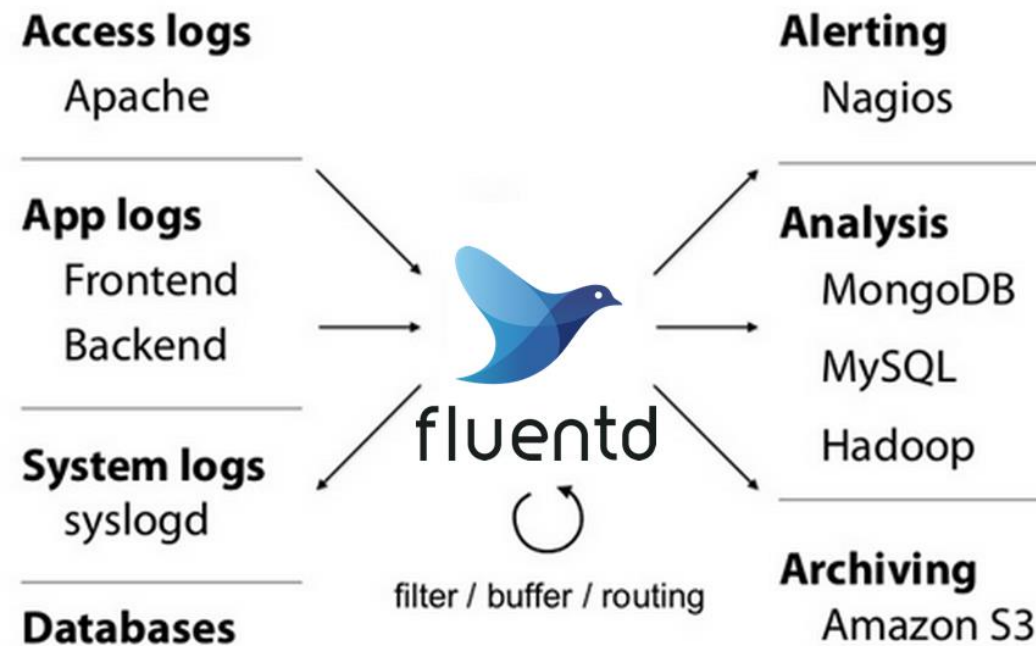 Access logs
Apache
App logs
Frontend
Backend
System logs
syslogd
Databases
fluentd
filter / buffer / routing
Alerting
Nagios
Analysis
MongoDB
MySQL
Hadoop
Archiving
Amazon S3